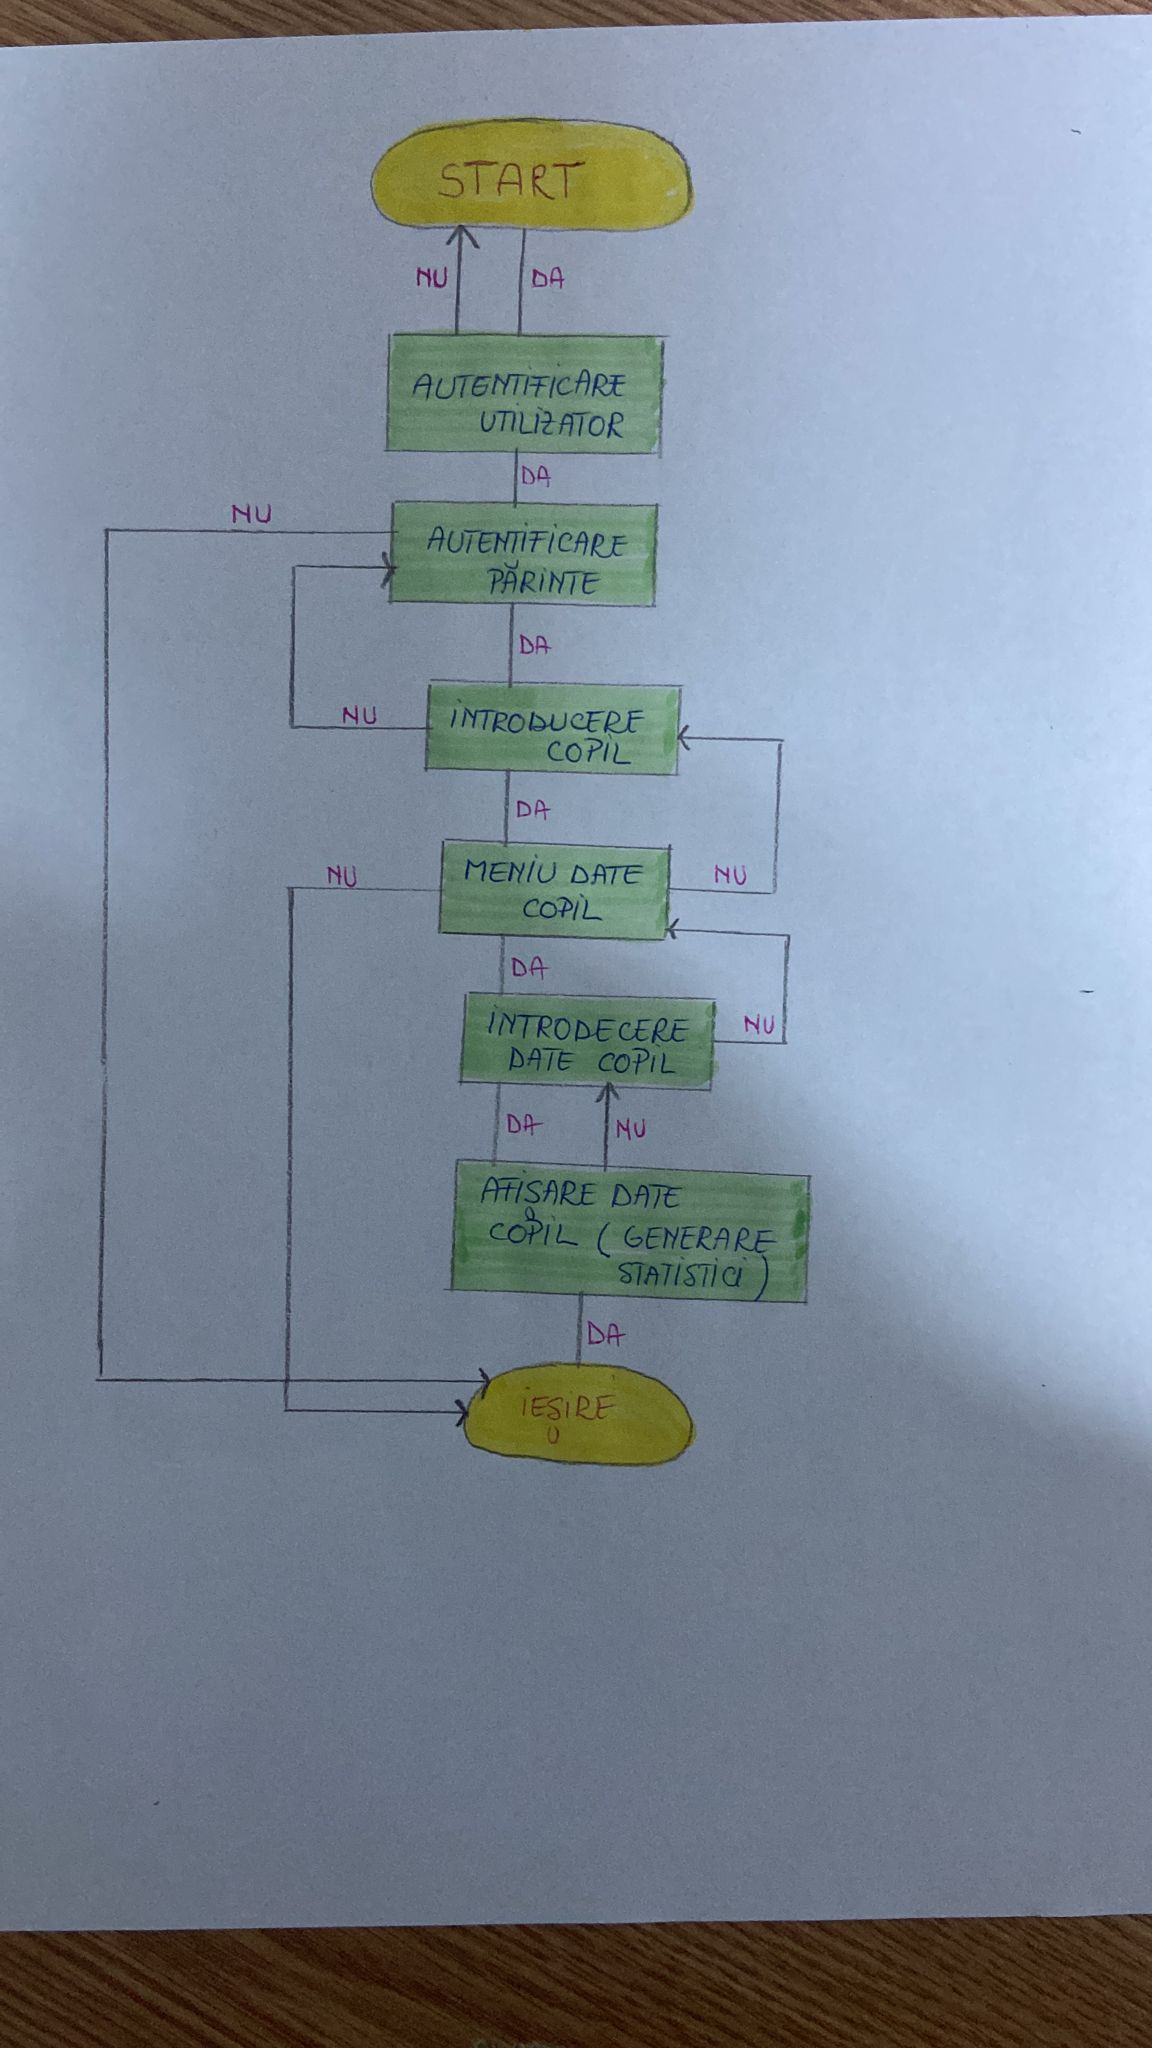 START
NU DA
AUTENTIFICARE
UTILIZATOR
DA
NU
AUTENTIFICARE
PĂRINTE
DA
NU
INTRODUCERE
COPIL
DA
NU
MENIU DATE
COPIL
NU
DA
INTRODECERE
DATE COPIL
NU
DA NU
AFIȘARE DATE
COPIL (GENERARE
STATISTICI)
DA
IEȘIRE